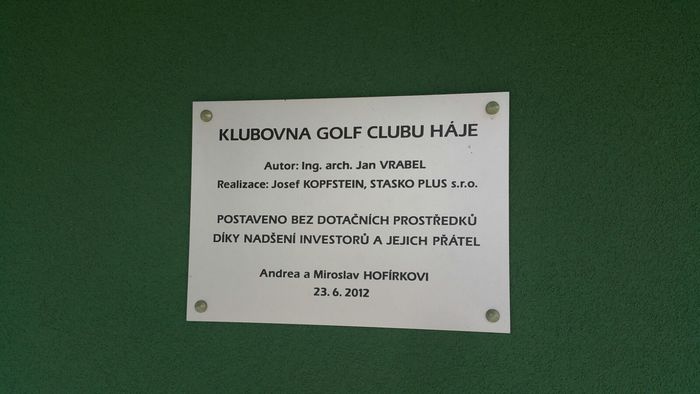 KLUBOVNA GOLF CLUBU HÁJE
Autor: Ing. arch. Jan VRABEL
Realizace: Josef KOPFSTEIN, STASKO PLUS s.r.o.
POSTAVENO BEZ DOTAČNÍCH PROSTŘEDKŮ
DÍKY NADŠENÍ INVESTORŮ A JEJICH PŘÁTEL
Andrea a Miroslav HOFÍRKOVI
23. 6. 2012